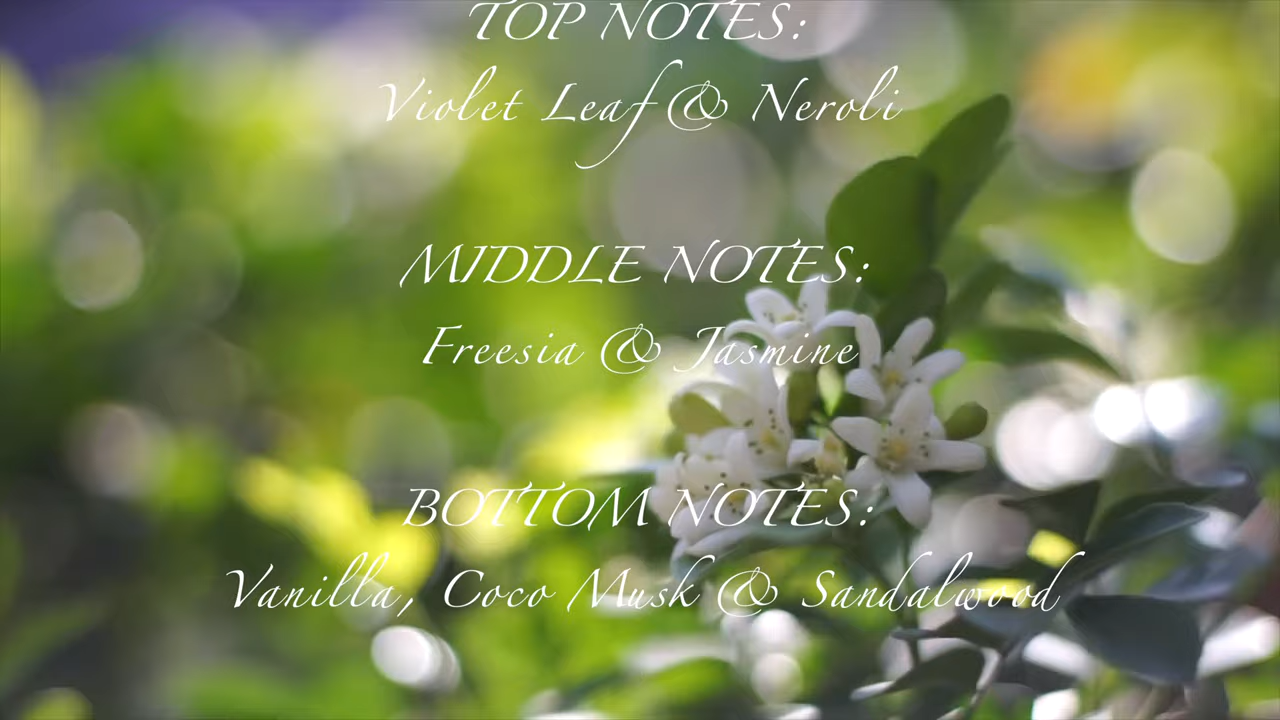 TOP NOTES:
Violet Leaf & Neroli
MIDDLE NOTES:
Freesia & Jasmine
BOTTOM NOTES:
Vanilla, Coco Musk & Sandalwood